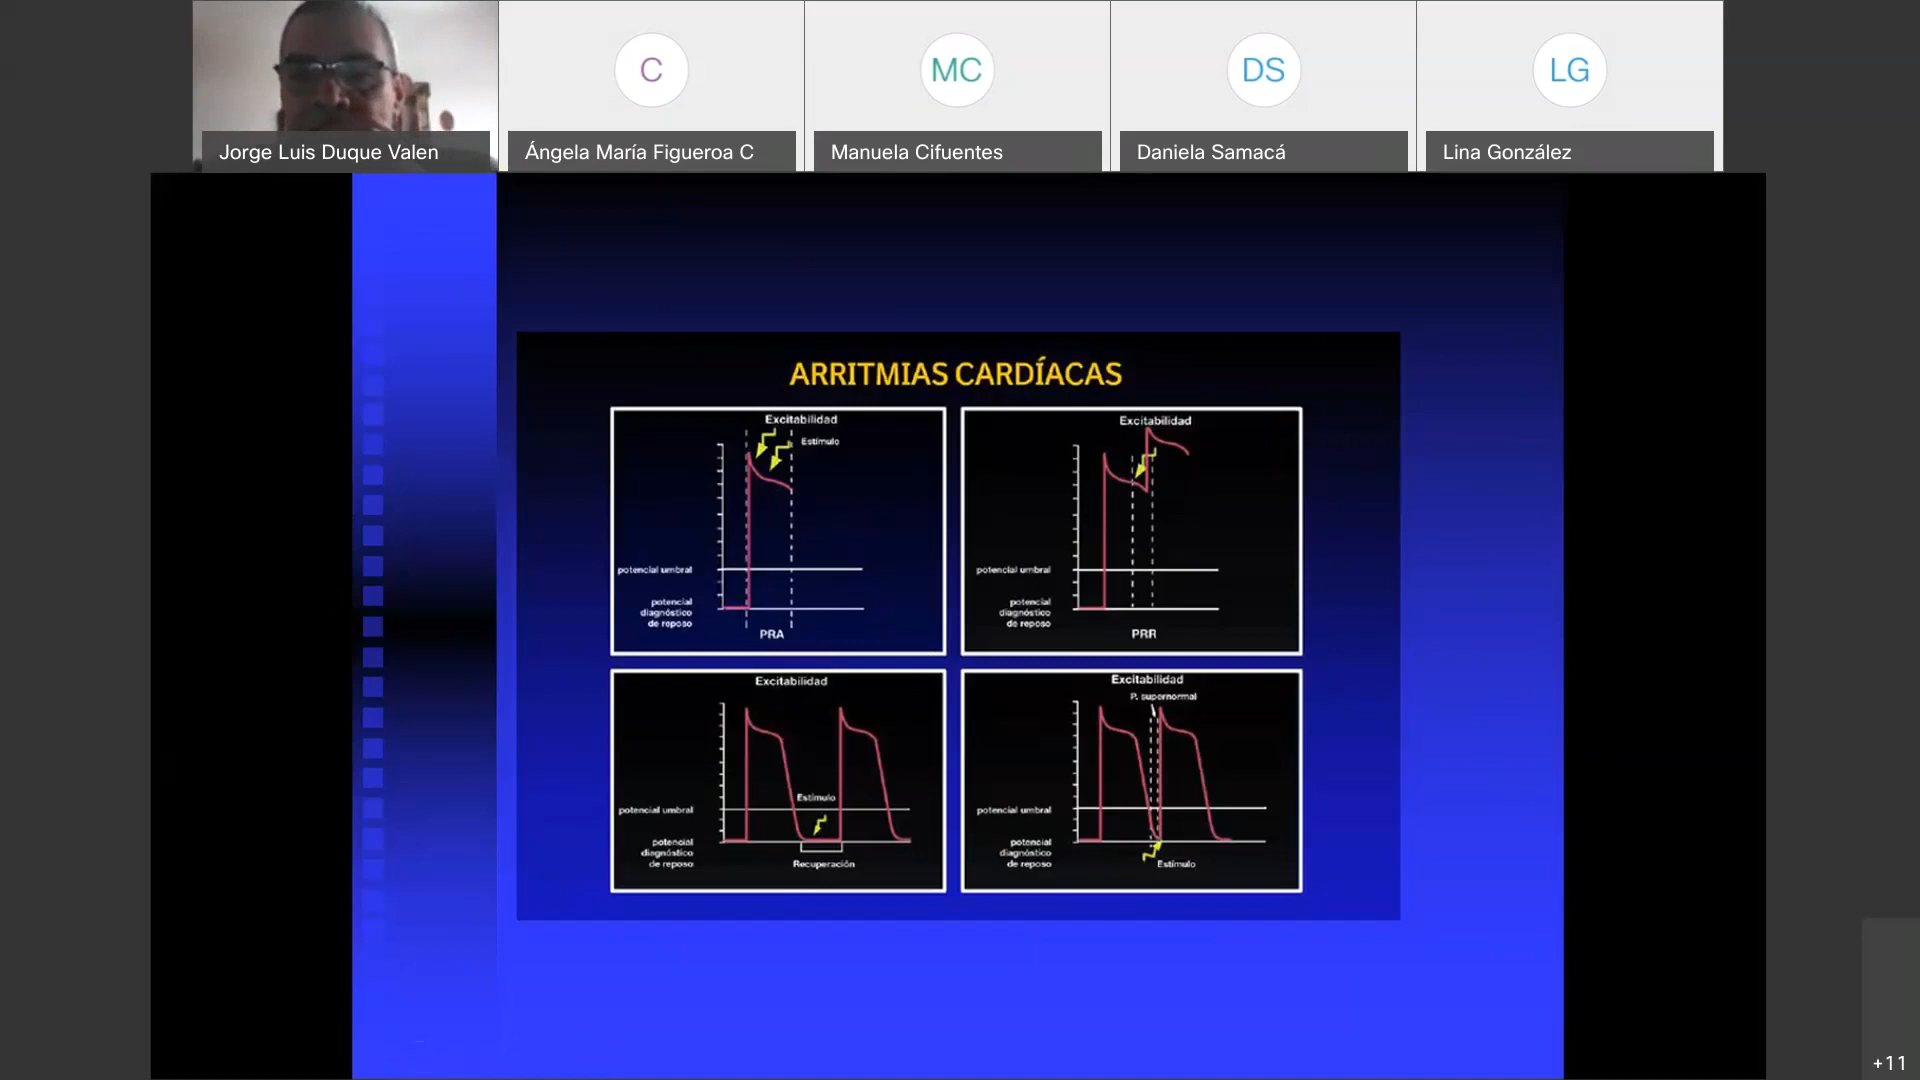 C
MC
DS
LG
Jorge Luis Duque Valen
Ángela María Figueroa C
Manuela Cifuentes
Daniela Samacá
Lina González
ARRITMIAS CARDÍACAS
Excitabilidad
Estímulo
potencial umbral
potencial
diagnóstico
de reposo
PRA
Excitabilidad
potencial umbral
potencial
diagnóstico
de reposo
PRR
Excitabilidad
Estímulo
potencial umbral
potencial
diagnóstico
de reposo
Recuperación
Excitabilidad
P. supernormal
potencial umbral
potencial
diagnóstico
de reposo
Estímulo
+11